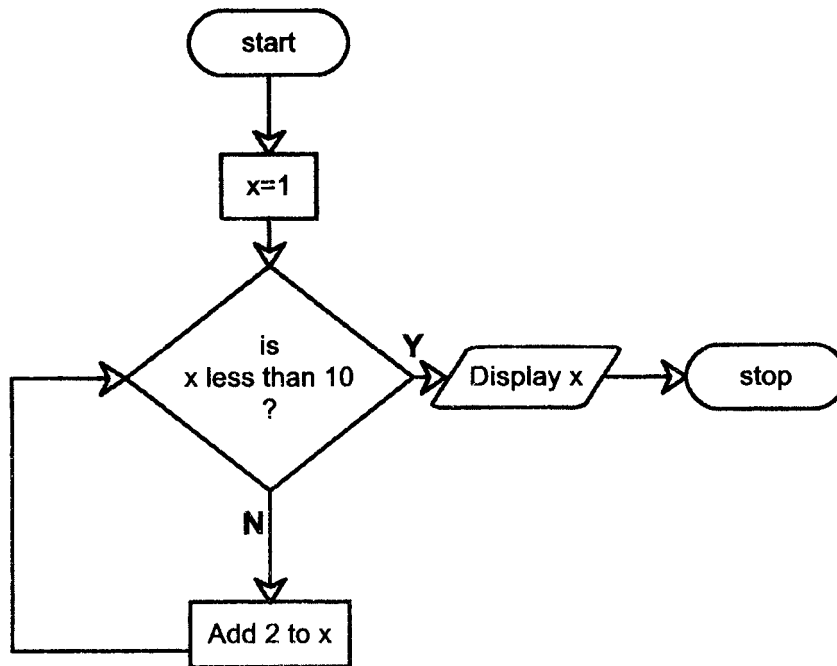 start
x=1
is
x less than 10
?
Y
Display x
stop
N
Add 2 to x